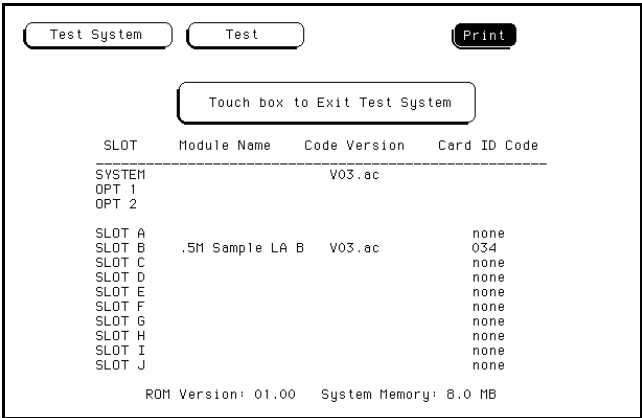 Test System Test Print
Touch box to Exit Test System
SLOT Module Name Code Version Card ID Code
SYSTEM V03.ac
OPT 1
OPT 2
SLOT A none
SLOT B .5M Sample LA B V03.ac 034
SLOT C none
SLOT D none
SLOT E none
SLOT F none
SLOT G none
SLOT H none
SLOT I none
SLOT J none
ROM Version: 01.00 System Memory: 8.0 MB